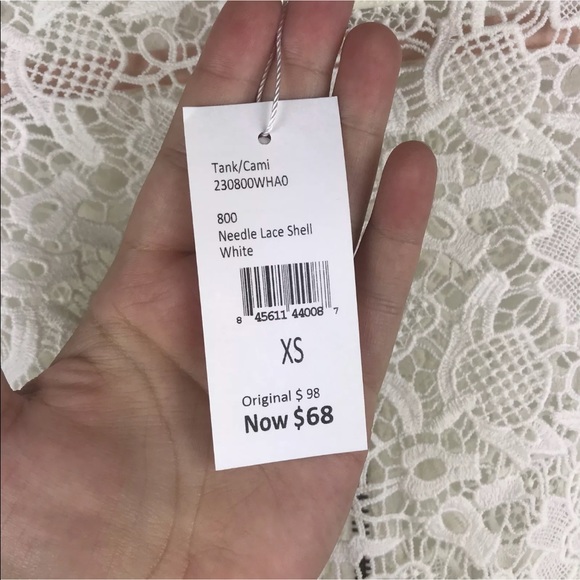 Tank/Cami
230800WHA0
800
Needle Lace Shell
White
8 45611 44008 7
XS
Original $ 98
Now $68